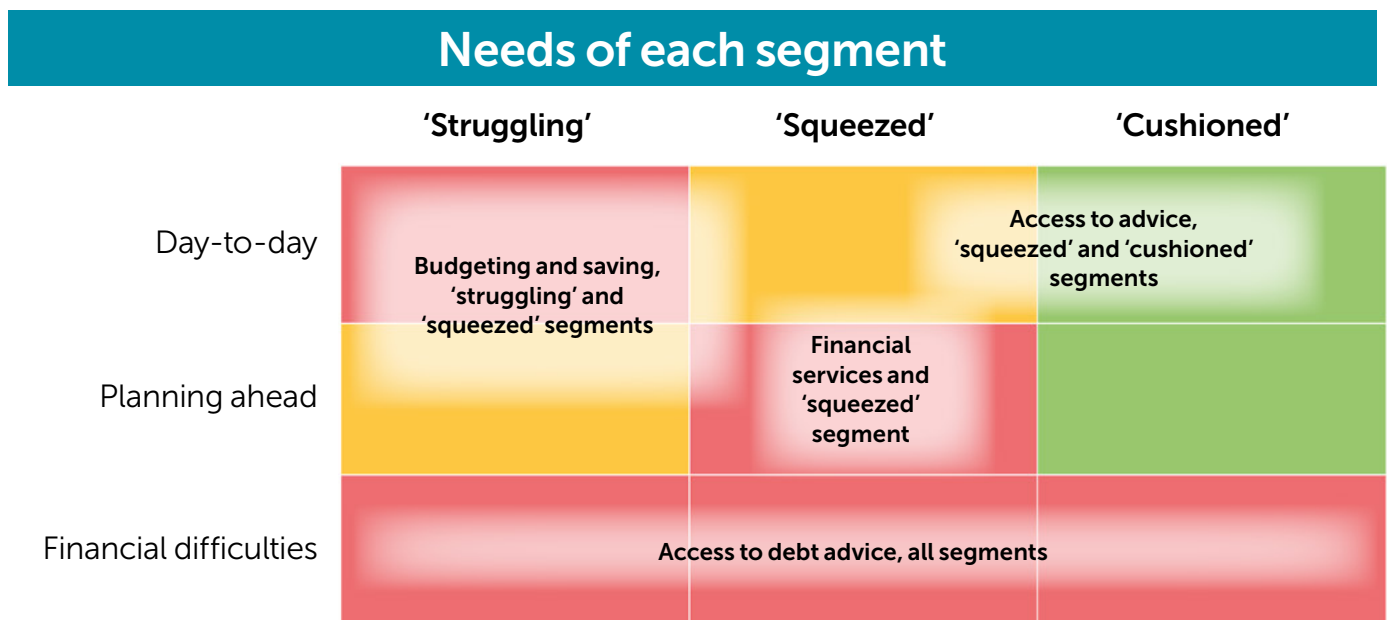 Needs of each segment
‘Struggling’ ‘Squeezed’ ‘Cushioned’
Day-to-day
Budgeting and saving,
‘struggling’ and
‘squeezed’ segments
Access to advice,
‘squeezed’ and ‘cushioned’
segments
Planning ahead
Financial
services and
‘squeezed’
segment
Financial difficulties
Access to debt advice, all segments